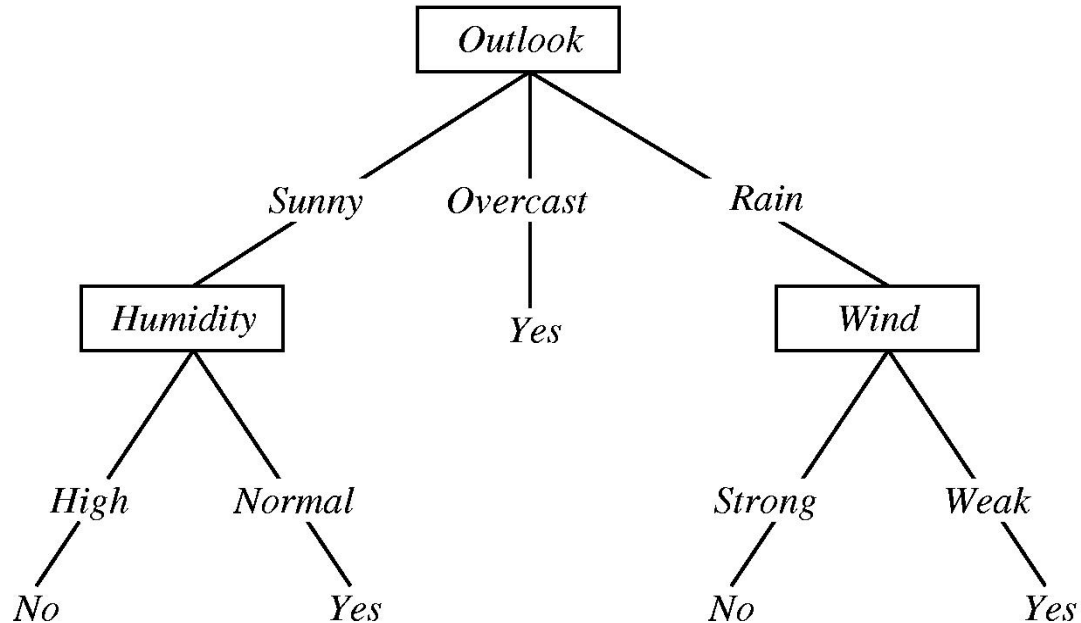 Outlook
Sunny Overcast Rain
Humidity Yes Wind
High Normal Strong Weak
No Yes No Yes